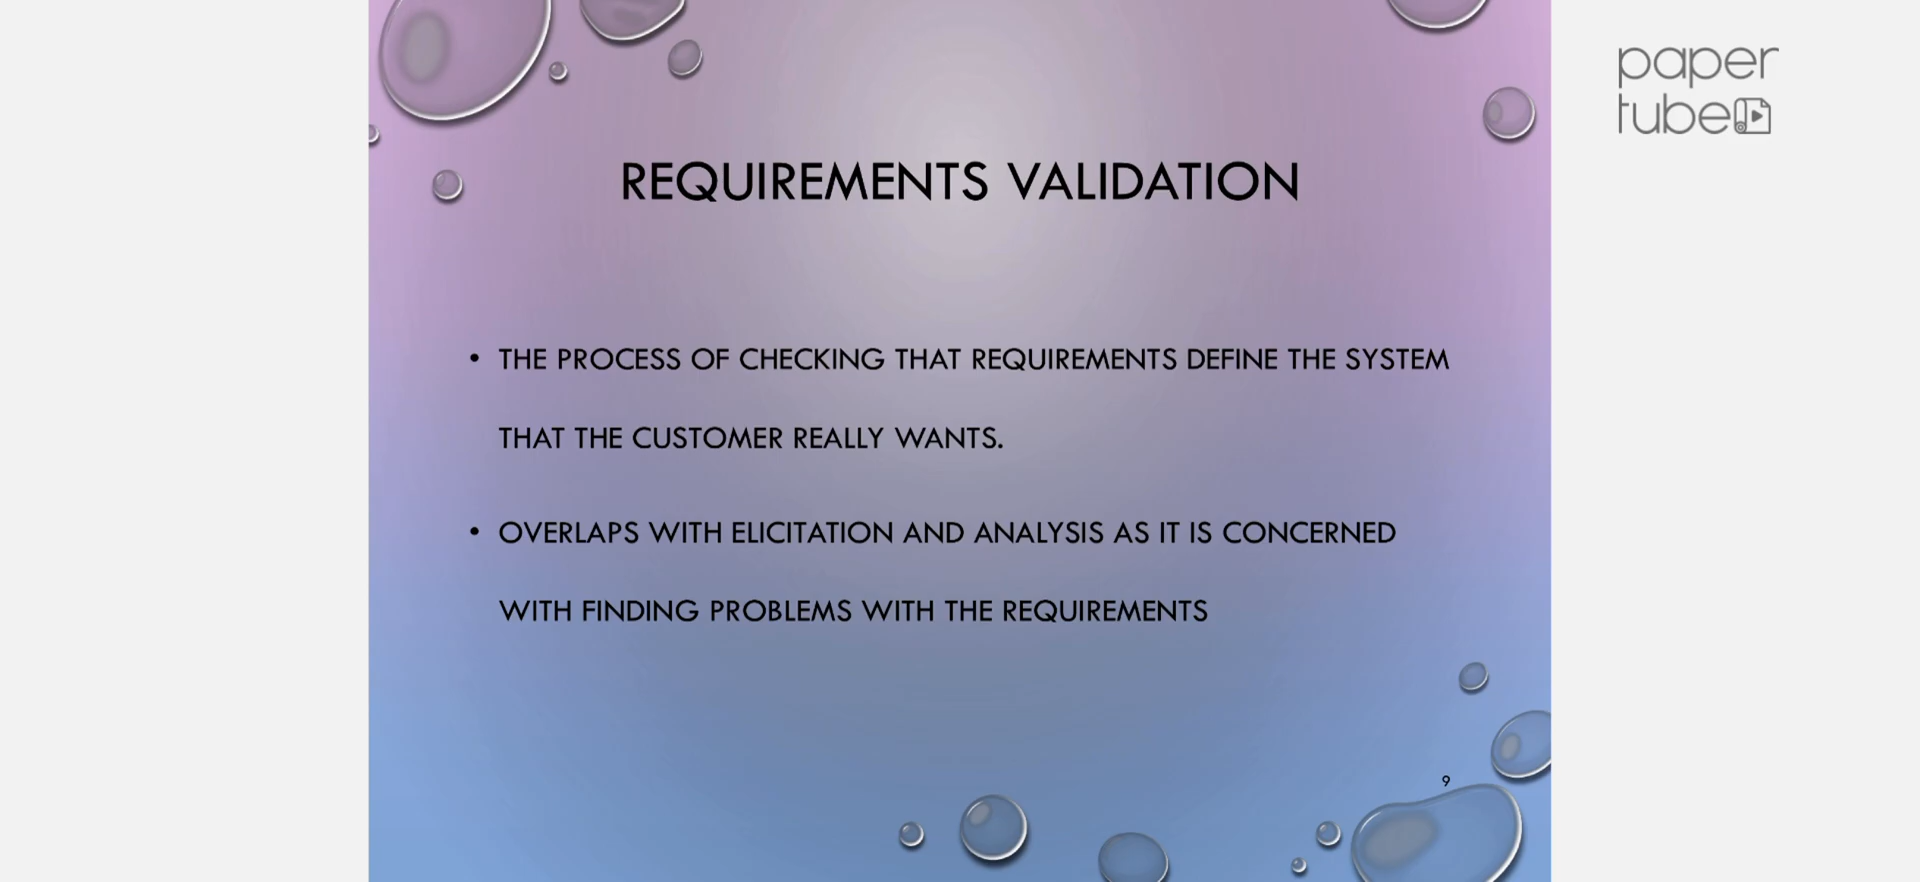 paper
tube
REQUIREMENTS VALIDATION
• THE PROCESS OF CHECKING THAT REQUIREMENTS DEFINE THE SYSTEM
THAT THE CUSTOMER REALLY WANTS.
• OVERLAPS WITH ELICITATION AND ANALYSIS AS IT IS CONCERNED
WITH FINDING PROBLEMS WITH THE REQUIREMENTS
9